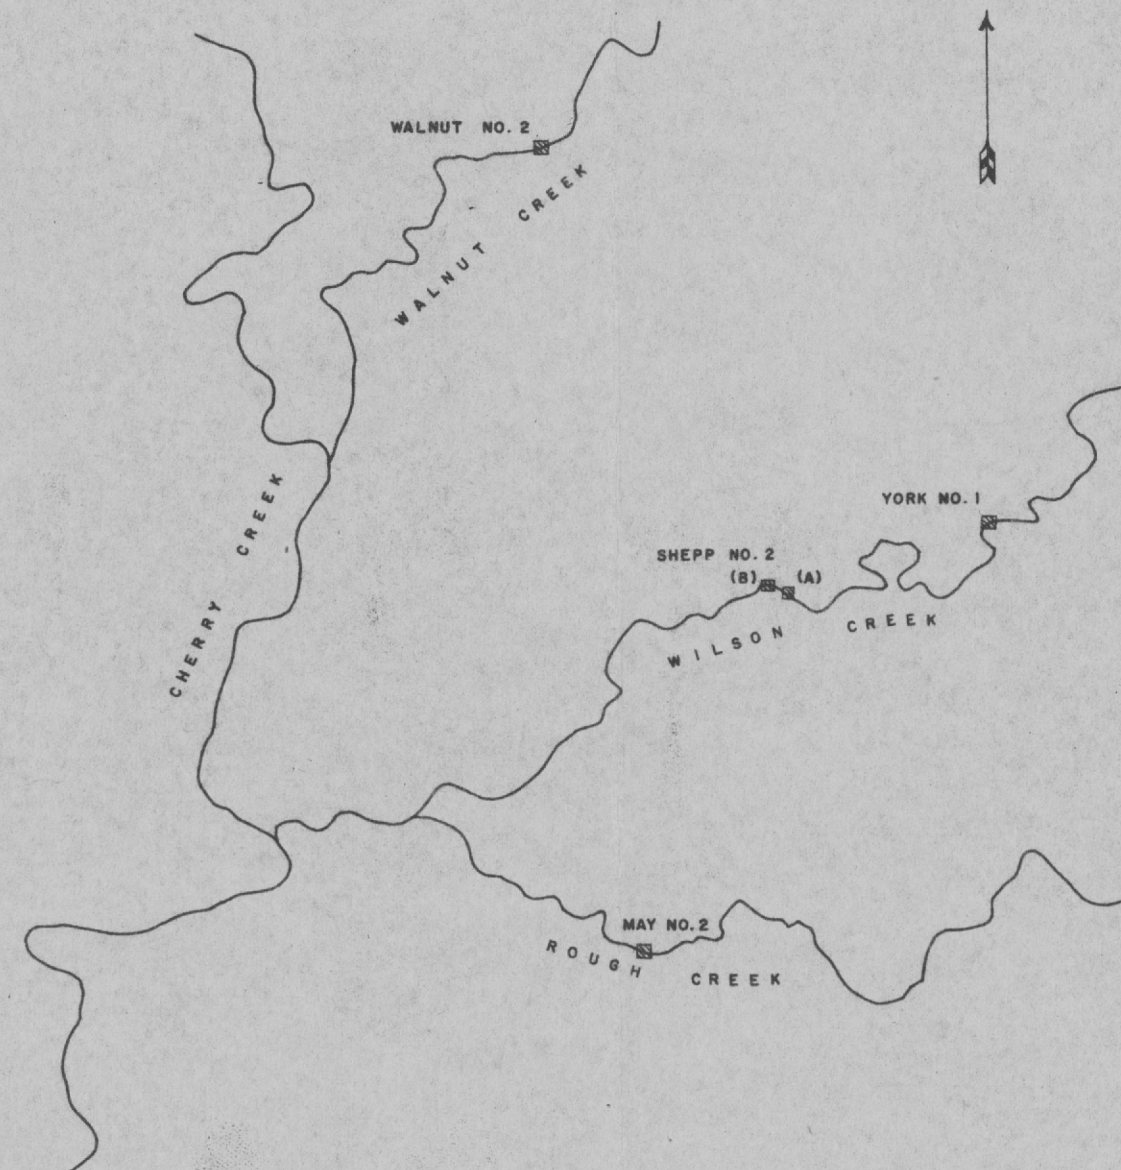 WALNUT NO. 2
WALNUT CREEK
CHERRY CREEK
YORK NO. 1
SHEPP NO. 2
(B) (A)
WILSON CREEK
MAY NO. 2
ROUGH CREEK